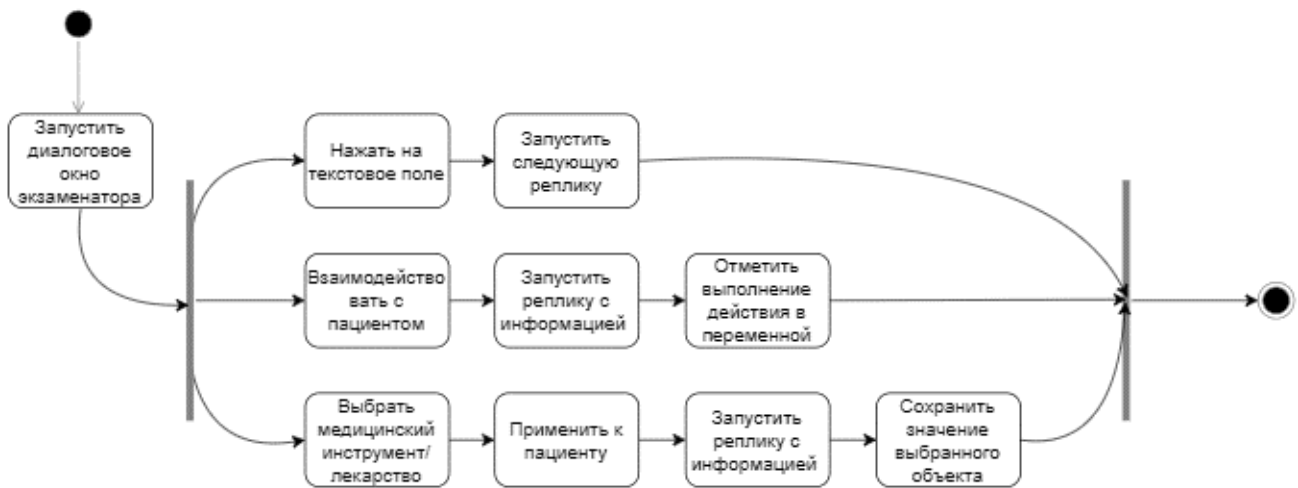 Запустить
диалоговое
окно
экзаменатора
Нажать на
текстовое поле
Запустить
следующую
реплику
Взаимодейство
вать с
пациентом
Запустить
реплику с
информацией
Отметить
выполнение
действия в
переменной
Выбрать
медицинский
инструмент/
лекарство
Применить к
пациенту
Запустить
реплику с
информацией
Сохранить
значение
выбранного
объекта